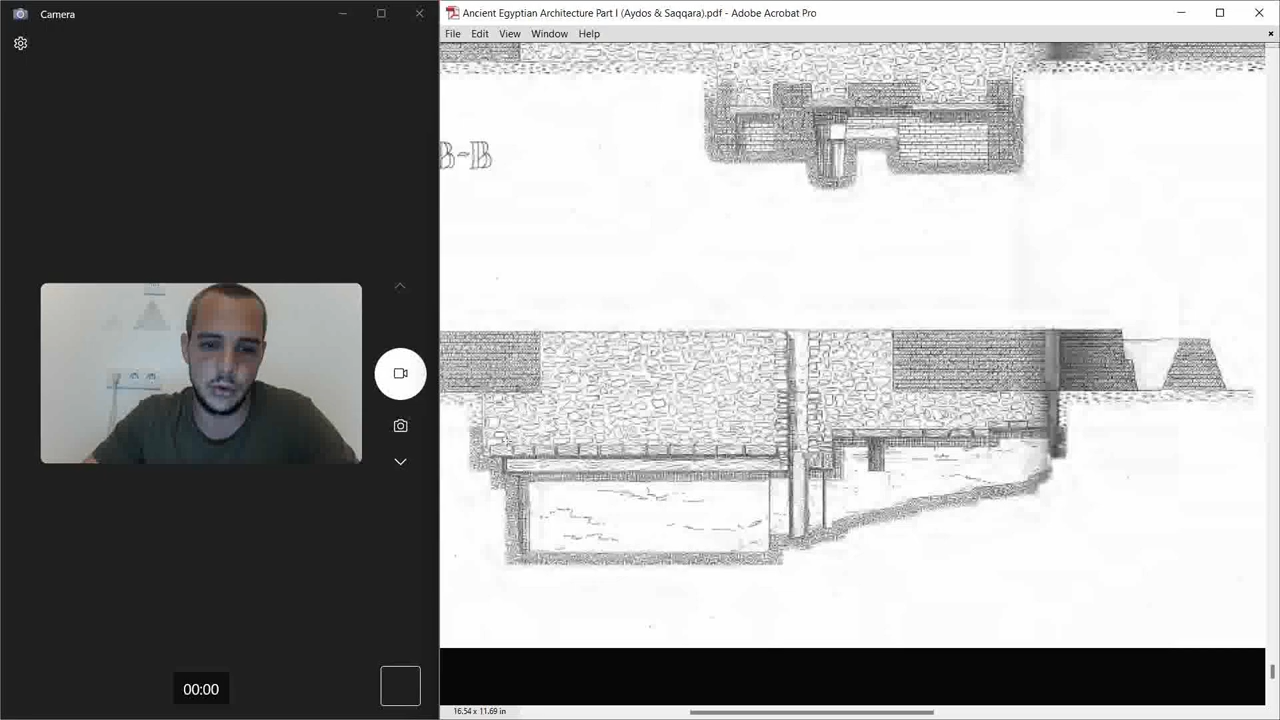 Camera
Ancient Egyptian Architecture Part I (Aydos & Saqqara).pdf - Adobe Acrobat Pro
File Edit View Window Help
B-B
00:00
16.54 x 11.69 in